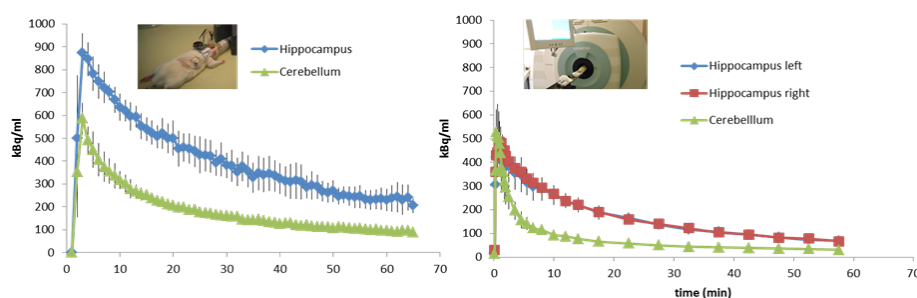 1000
900
800
700
600
500
400
300
200
100
0
kBq/ml
0 10 20 30 40 50 60 70
Hippocampus
Cerebellum
1000
900
800
700
600
500
400
300
200
100
0
kBq/ml
0 10 20 30 40 50 60 70
time (min)
Hippocampus left
Hippocampus right
Cerebelllum